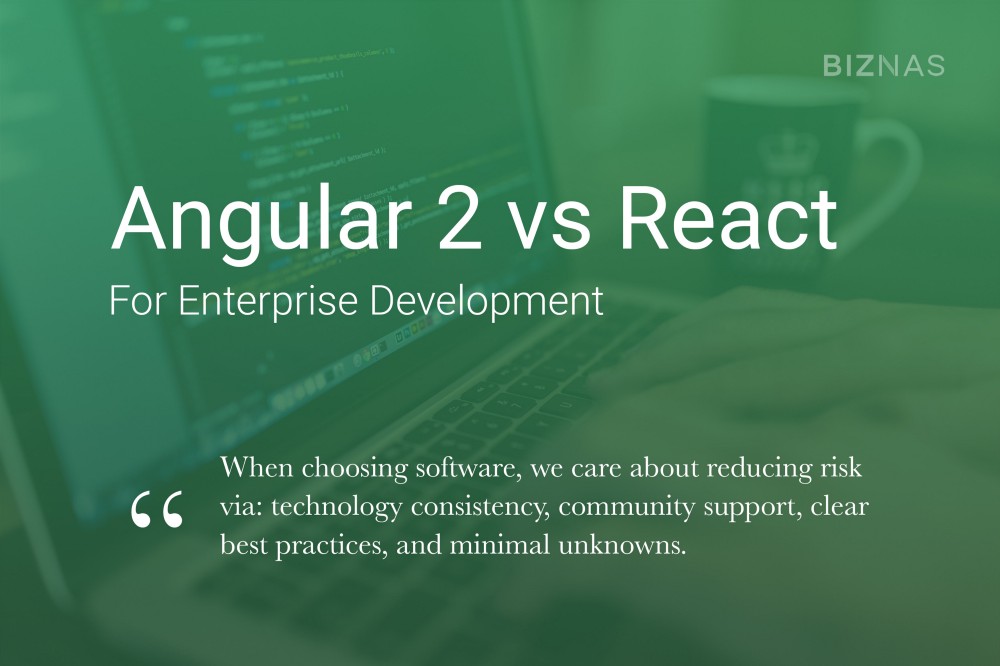 BIZNAS
Angular 2 vs React
For Enterprise Development
“
When choosing software, we care about reducing risk
via: technology consistency, community support, clear
best practices, and minimal unknowns.